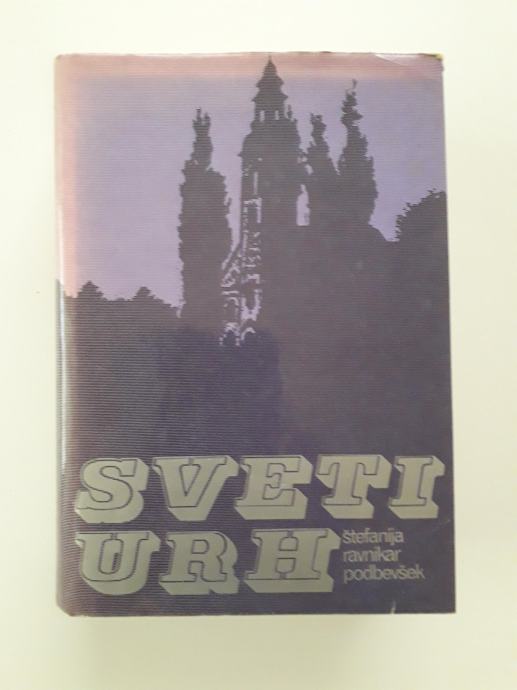 SVETI
URH
štefanija
ravnikar
podbevšek